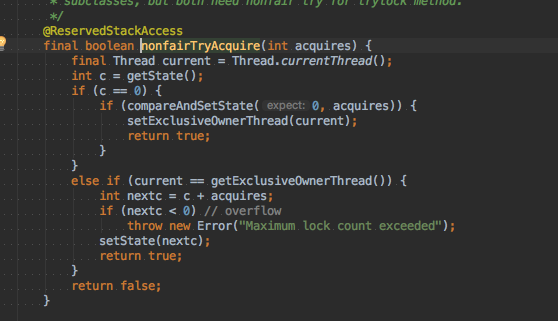 * subclasses, but both need nonfair try for trylock method.
*/
@ReservedStackAccess
final boolean nonfairTryAcquire(int acquires) {
final Thread current = Thread.currentThread();
int c = getState();
if (c == 0) {
if (compareAndSetState( expect: 0, acquires)) {
setExclusiveOwnerThread(current);
return true;
}
}
else if (current == getExclusiveOwnerThread()) {
int nextc = c + acquires;
if (nextc < 0) // overflow
throw new Error("Maximum lock count exceeded");
setState(nextc);
return true;
}
return false;
}